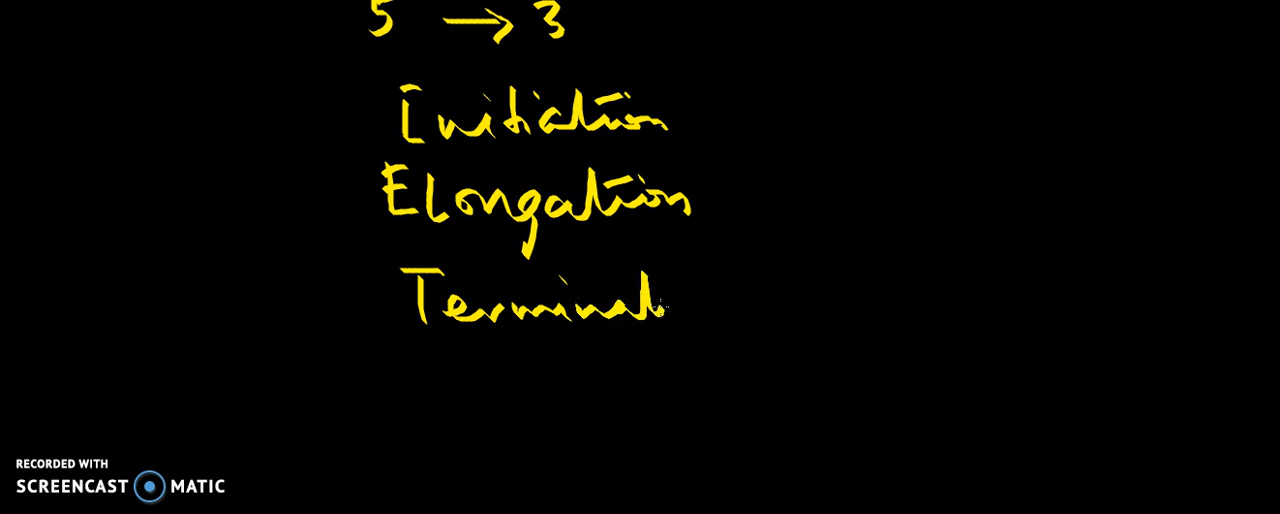 5 → 3
Initiation
Elongation
Terminat
RECORDED WITH
SCREENCAST MATIC